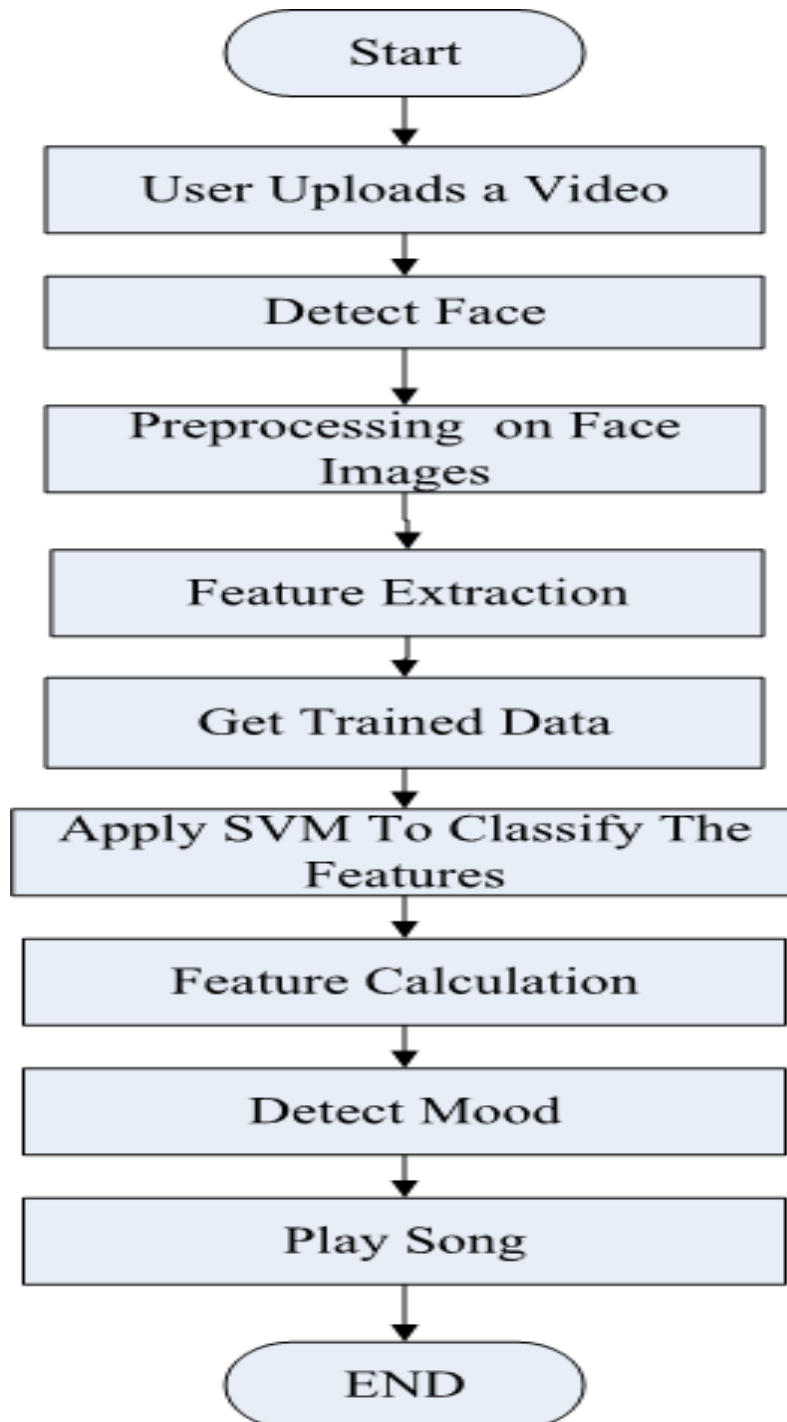 Start
User Uploads a Video
Detect Face
Preprocessing on Face
Images
Feature Extraction
Get Trained Data
Apply SVM To Classify The
Features
Feature Calculation
Detect Mood
Play Song
END